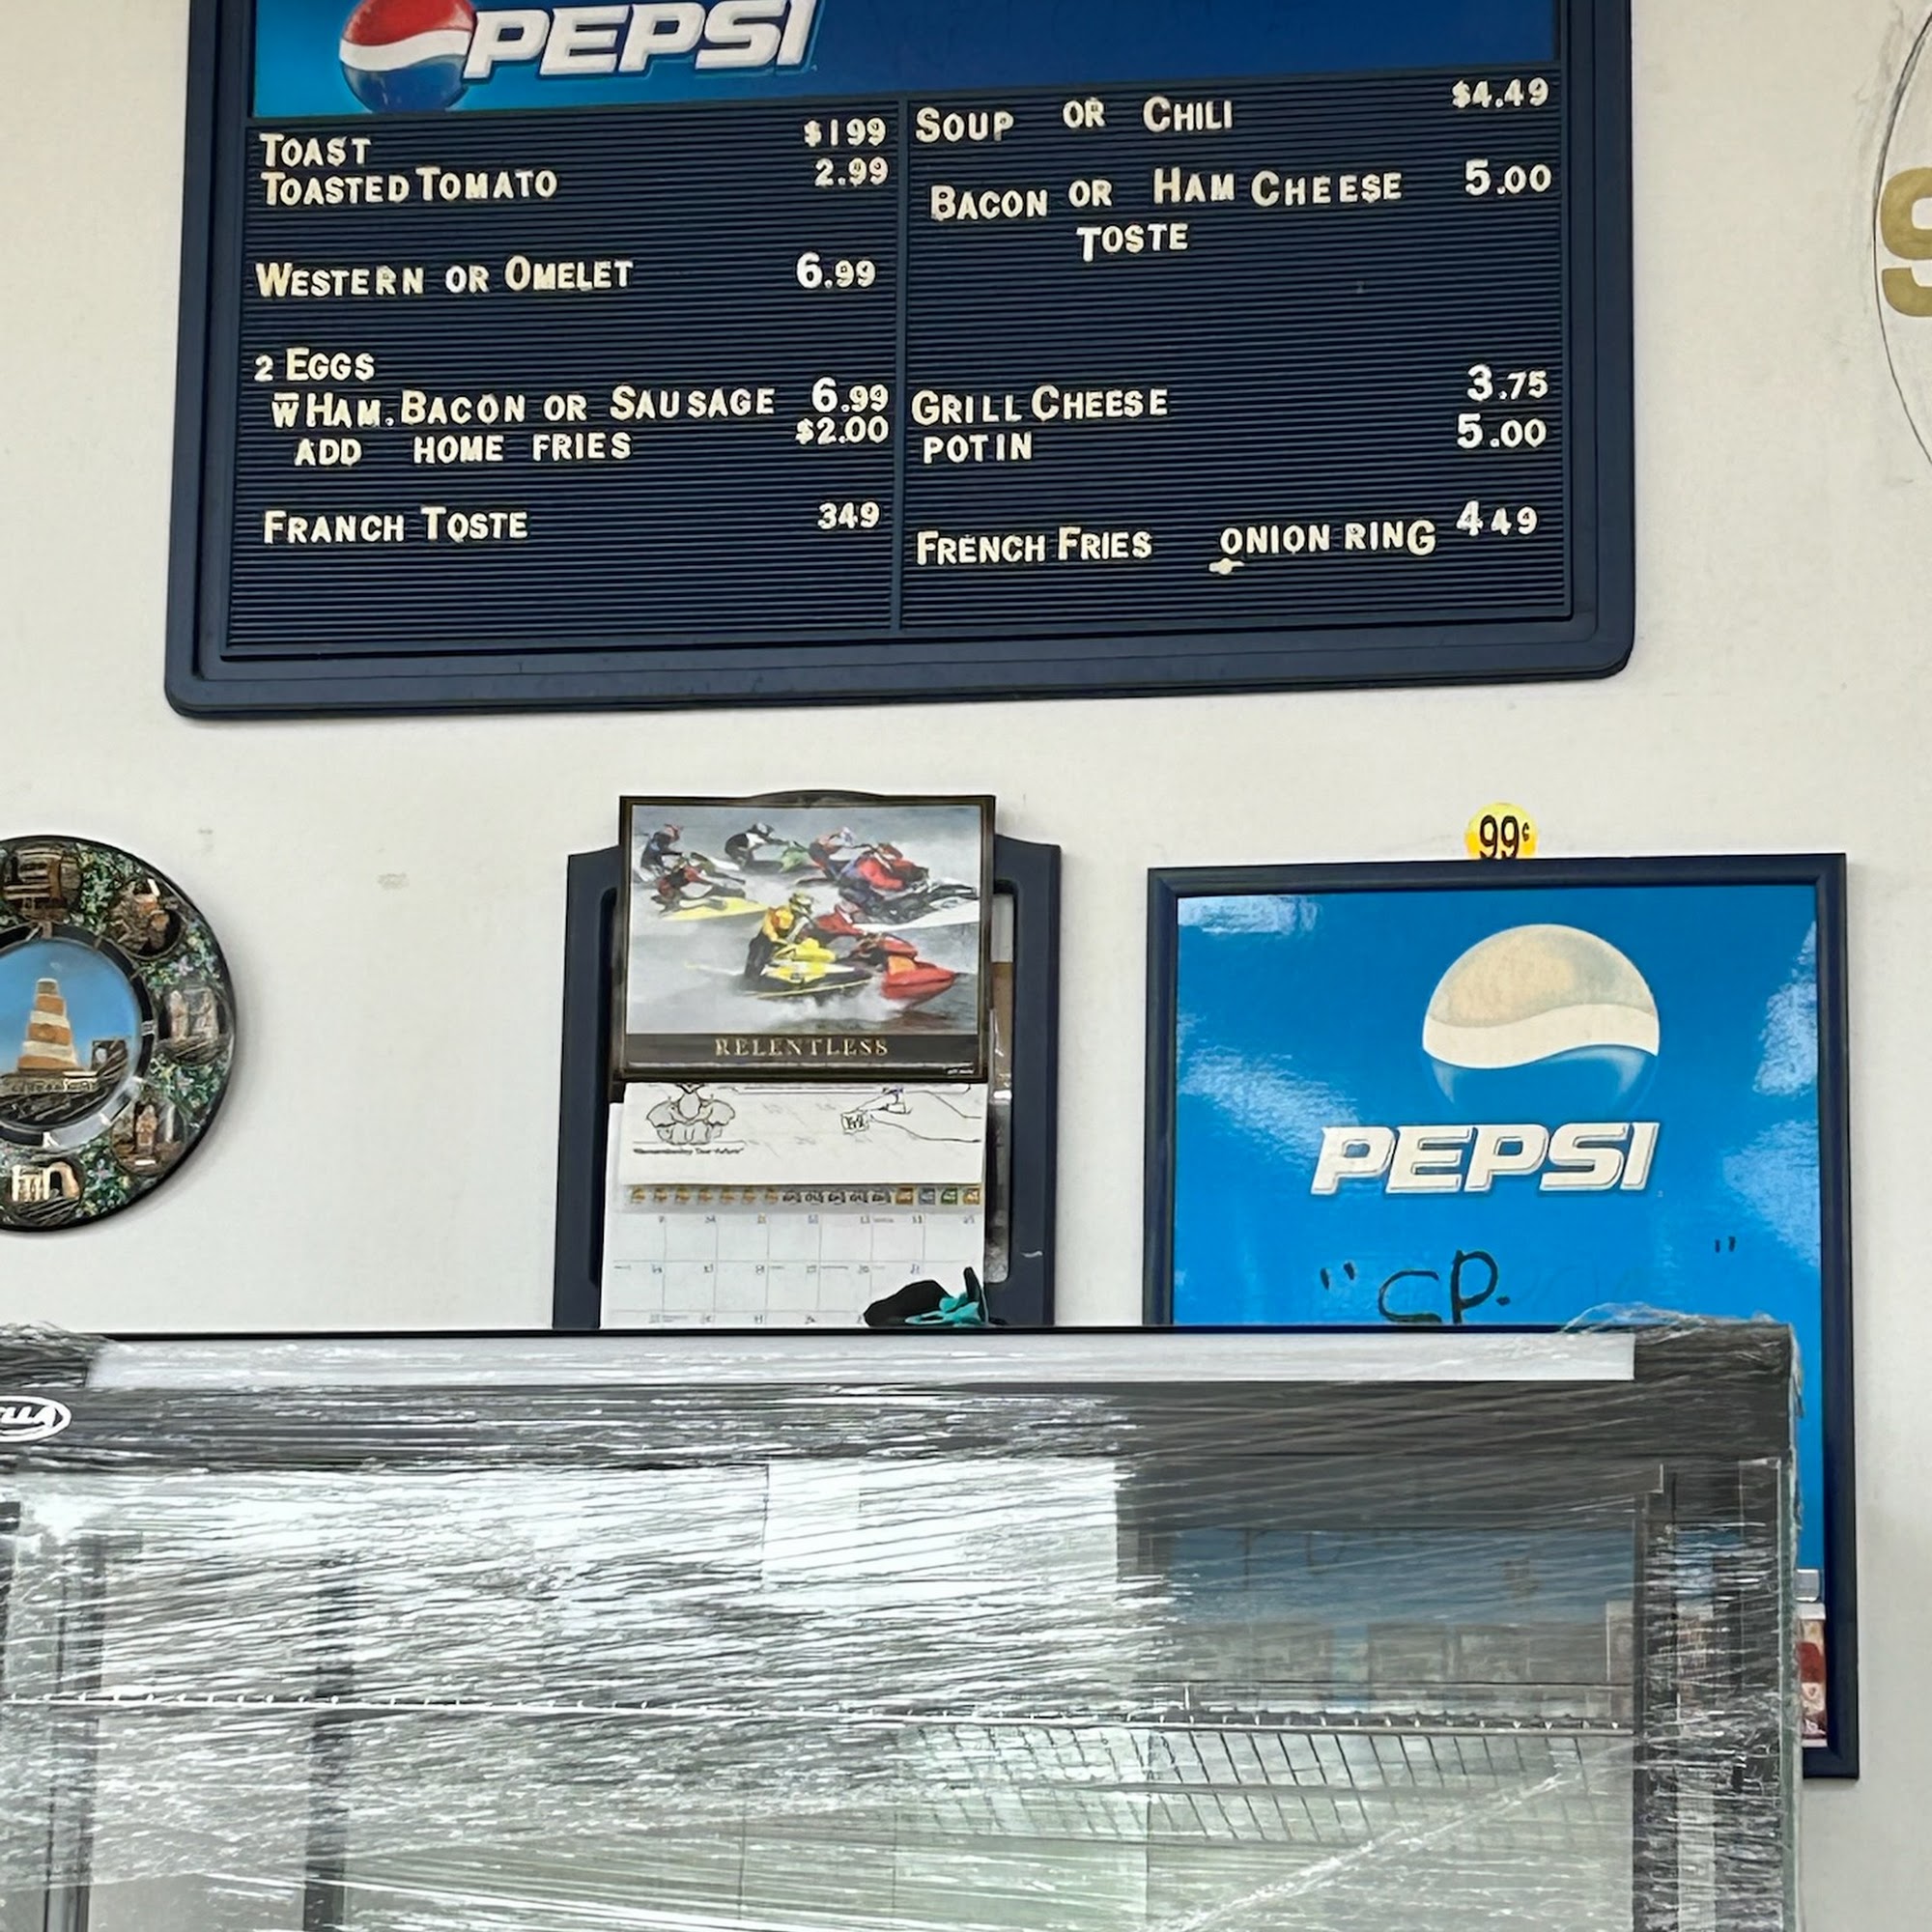 PEPSI
TOAST $199
TOASTED TOMATO 2.99
WESTERN OR OMELET 6.99
2 EGGS
W HAM. BACON OR SAUSAGE 6.99
ADD HOME FRIES $2.00
FRANCH TOSTE 349
SOUP OR CHILI $4.49
BACON OR HAM CHEESE 5.00
TOSTE
GRILL CHEESE 3.75
POTIN 5.00
FRENCH FRIES ONION RING 449
RELENTLESS
99¢
PEPSI
"CP. "